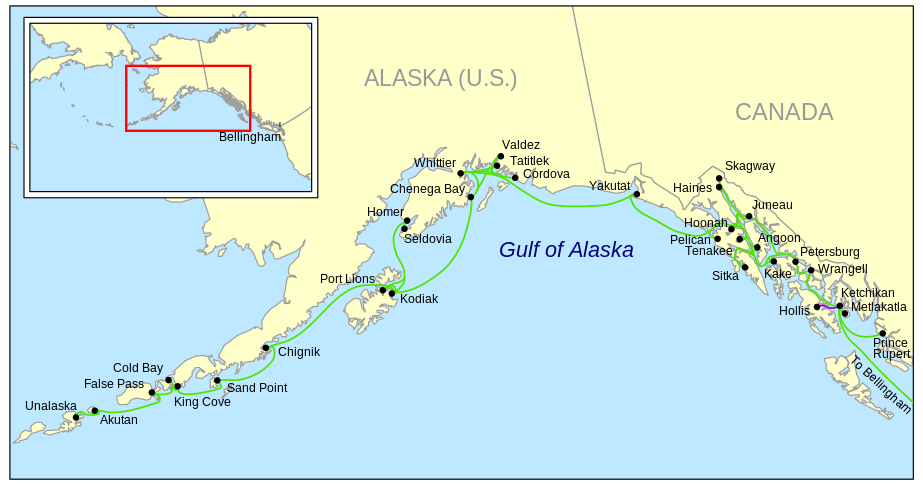 ALASKA (U.S.)
CANADA
Bellingham
Valdez
Whittier
Tatitlek
Cordova
Skagway
Chenega Bay
Yakutat
Haines
Homer
Juneau
Seldovia
Hoonah
Pelican
Angoon
Gulf of Alaska
Tenakee
Petersburg
Sitka
Kake
Wrangell
Port Lions
Kodiak
Ketchikan
Hollis
Metlakatla
Chignik
Prince
Rupert
Cold Bay
To Bellingham
False Pass
Sand Point
King Cove
Unalaska
Akutan